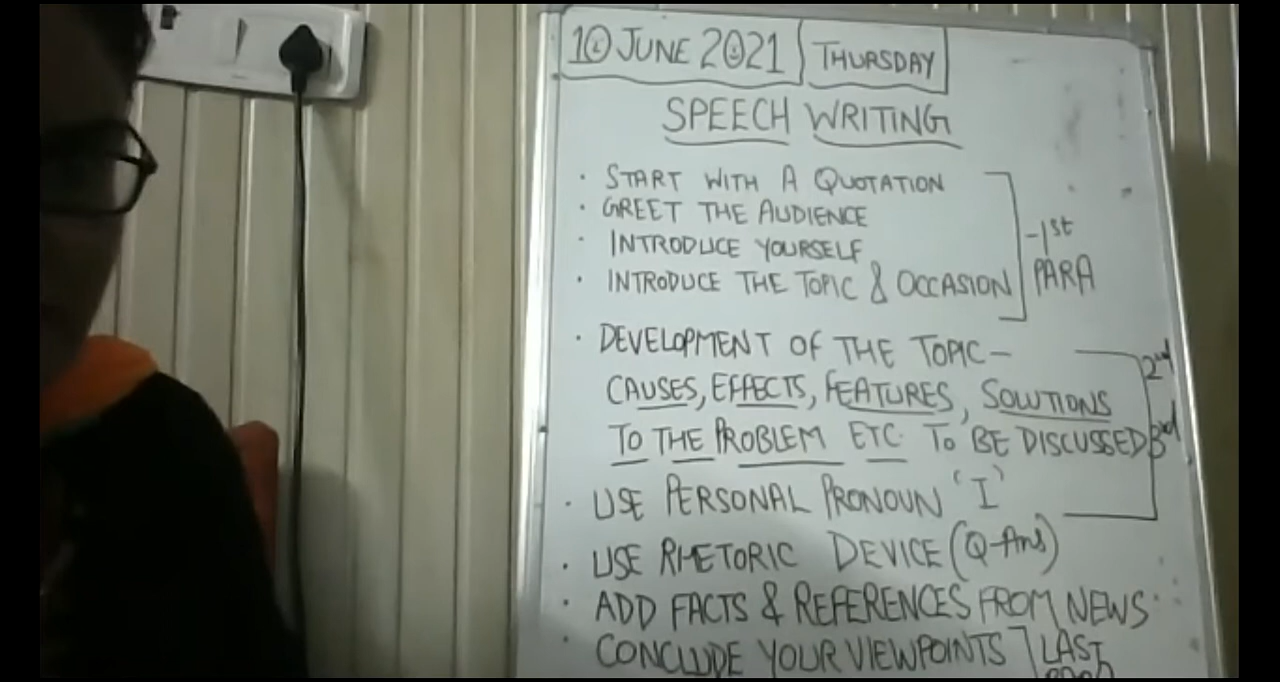 10 JUNE 2021 THURSDAY
SPEECH WRITING
· START WITH A QUOTATION
· GREET THE AUDIENCE
· INTRODUCE YOURSELF
· INTRODUCE THE TOPIC & OCCASION
-1st
PARA
· DEVELOPMENT OF THE TOPIC -
CAUSES, EFFECTS, FEATURES, SOLUTIONS
TO THE PROBLEM ETC. TO BE DISCUSSED
2nd
3rd
· USE PERSONAL PRONOUN 'I'
· USE RHETORIC DEVICE (Q-Ans)
· ADD FACTS & REFERENCES FROM NEWS
· CONCLUDE YOUR VIEWPOINTS
LAST